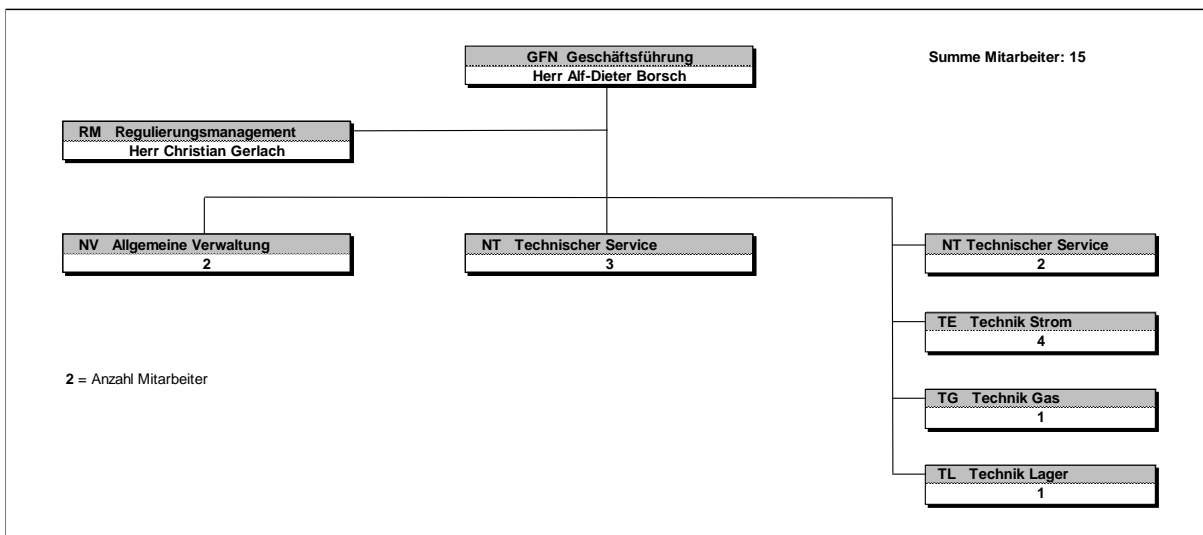 GFN Geschäftsführung
Herr Alf-Dieter Borsch
Summe Mitarbeiter: 15
RM Regulierungsmanagement
Herr Christian Gerlach
NV Allgemeine Verwaltung
2
NT Technischer Service
3
NT Technischer Service
2
TE Technik Strom
4
2 = Anzahl Mitarbeiter
TG Technik Gas
1
TL Technik Lager
1